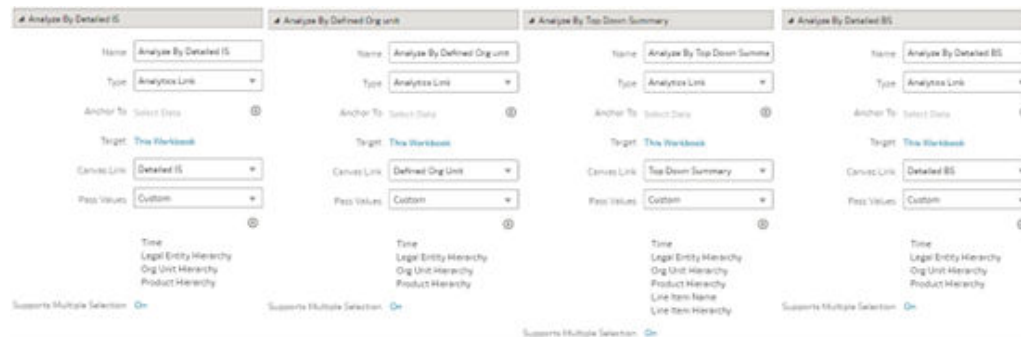 Analyze By Detailed IS
Name Analyze By Detailed IS
Type Analytics Link
Anchor To Select Data
Target This Workbook
Canvas Link Detailed IS
Pass Values Custom
Time
Legal Entity Hierarchy
Org Unit Hierarchy
Product Hierarchy
Supports Multiple Selection On
Analyze By Defined Org unit
Name Analyze By Defined Org unit
Type Analytics Link
Anchor To Select Data
Target This Workbook
Canvas Link Defined Org Unit
Pass Values Custom
Time
Legal Entity Hierarchy
Org Unit Hierarchy
Product Hierarchy
Supports Multiple Selection On
Analyze By Top Down Summary
Name Analyze By Top Down Summa
Type Analytics Link
Anchor To Select Data
Target This Workbook
Canvas Link Top Down Summary
Pass Values Custom
Time
Legal Entity Hierarchy
Org Unit Hierarchy
Product Hierarchy
Line Item Name
Line Item Hierarchy
Supports Multiple Selection On
Analyze By Detailed BS
Name Analyze By Detailed BS
Type Analytics Link
Anchor To Select Data
Target This Workbook
Canvas Link Detailed BS
Pass Values Custom
Time
Legal Entity Hierarchy
Org Unit Hierarchy
Product Hierarchy
Supports Multiple Selection On